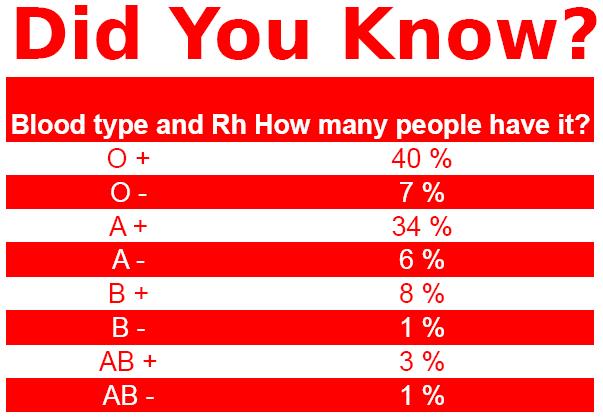 Did You Know?
Blood type and Rh How many people have it?
O + 40 %
O - 7 %
A + 34 %
A - 6 %
B + 8 %
B - 1 %
AB + 3 %
AB - 1 %